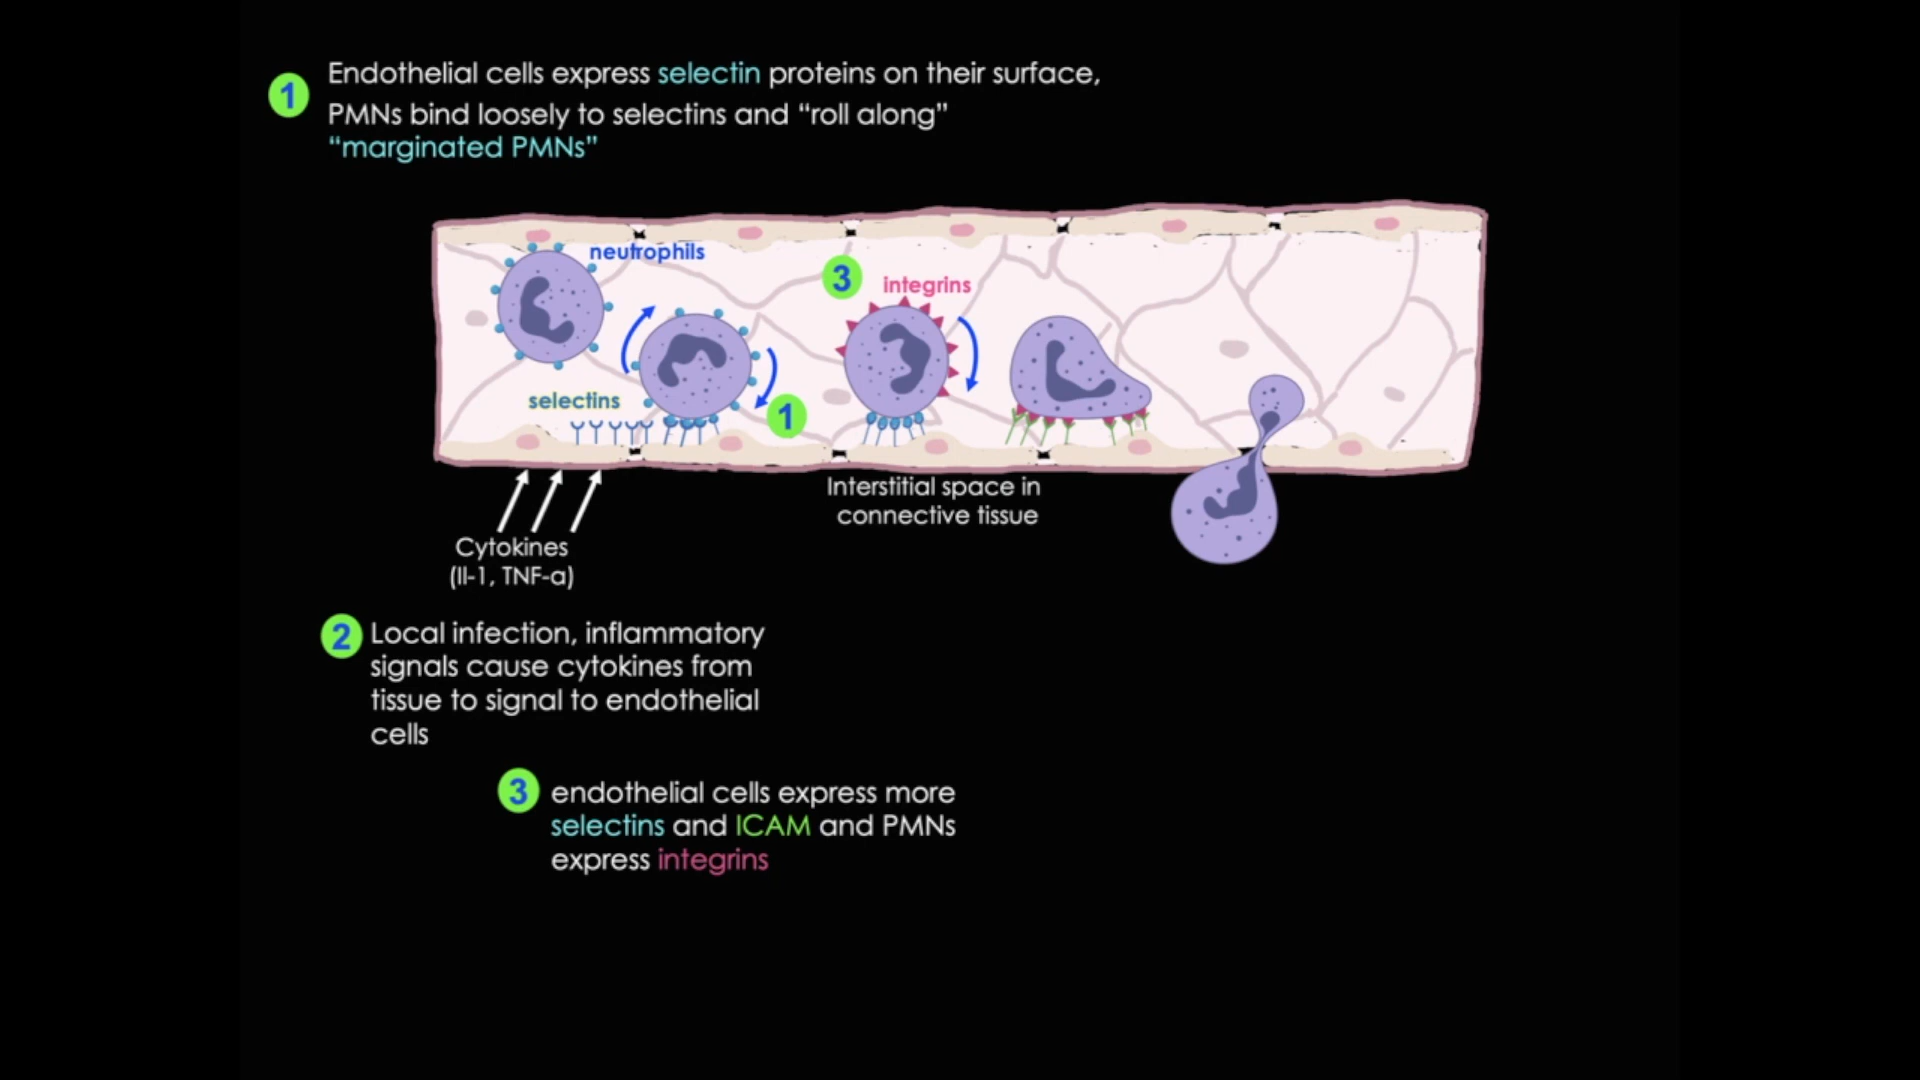 1
Endothelial cells express selectin proteins on their surface,
PMNs bind loosely to selectins and “roll along”
“marginated PMNs”
neutrophils
3
integrins
selectins
1
Interstitial space in
connective tissue
Cytokines
(Il-1, TNF-a)
2
Local infection, inflammatory
signals cause cytokines from
tissue to signal to endothelial
cells
3
endothelial cells express more
selectins and ICAM and PMNs
express integrins